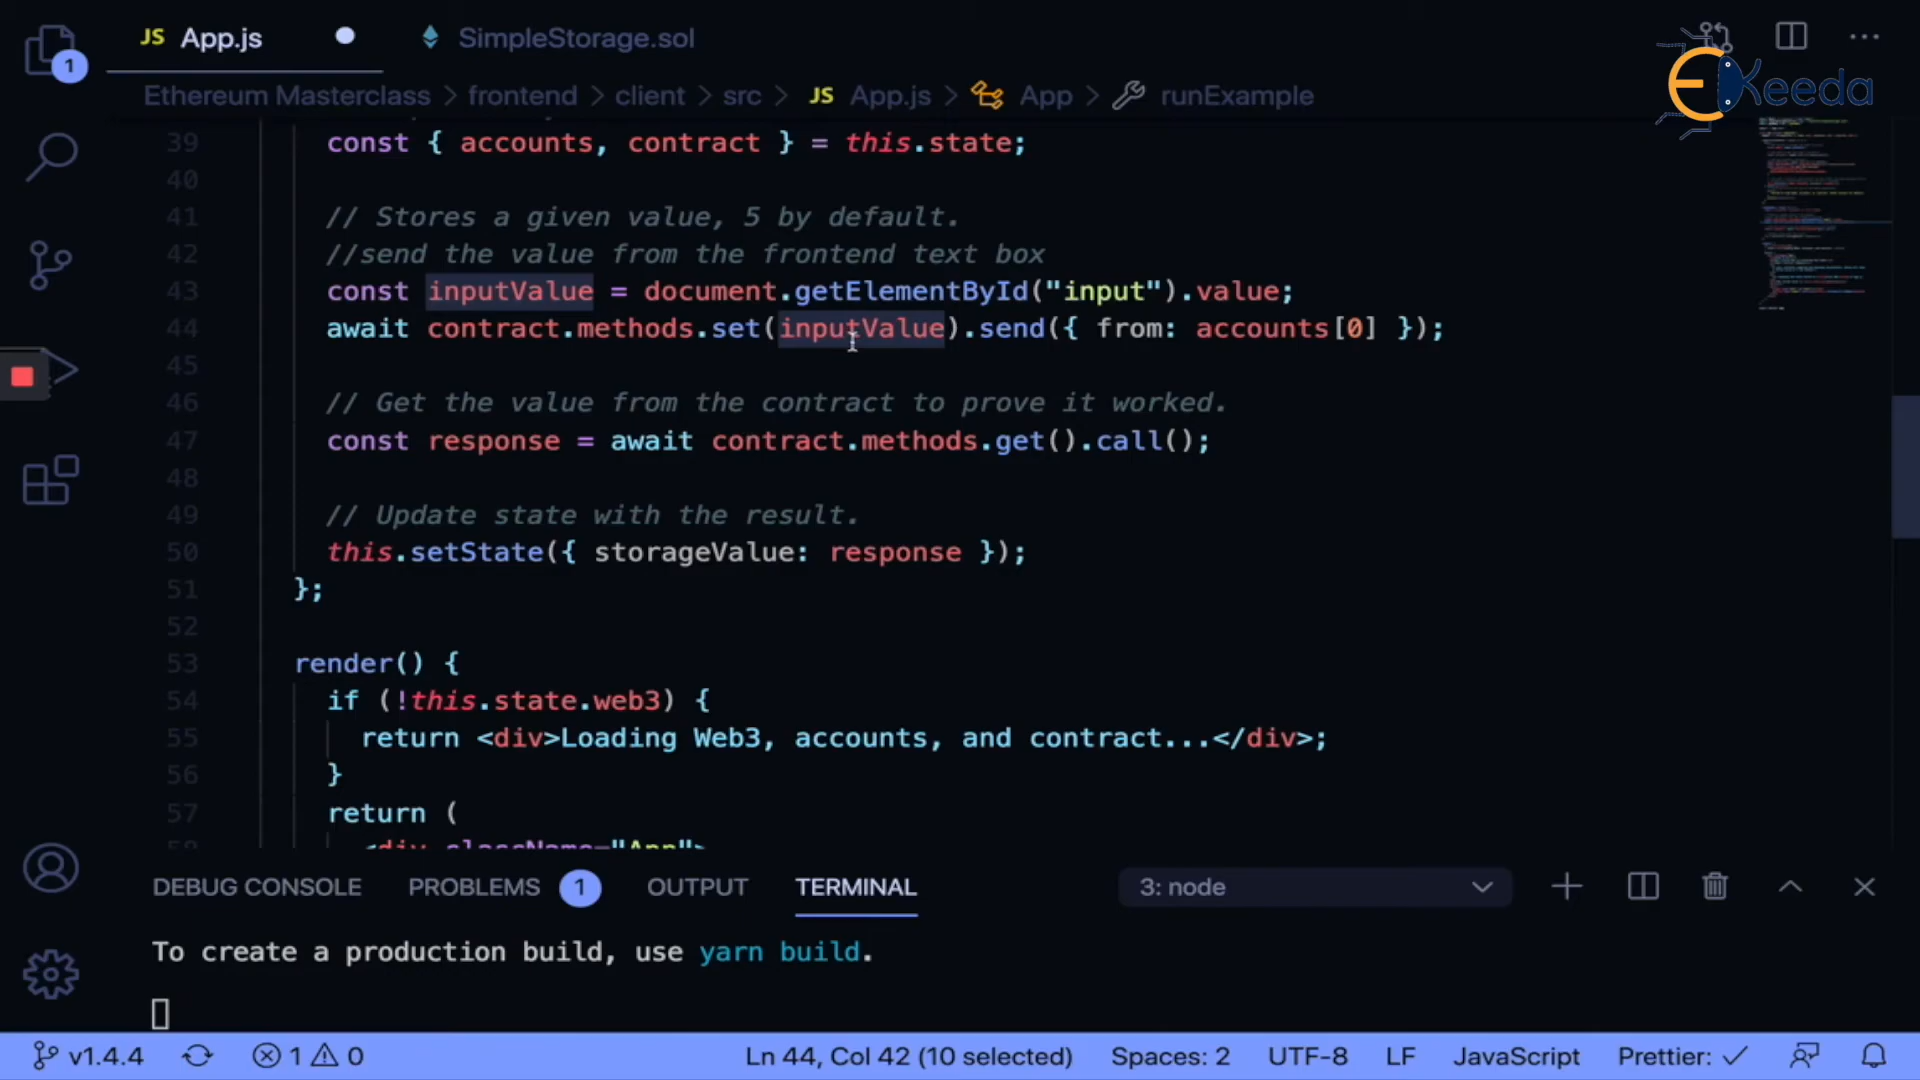 JS App.js SimpleStorage.sol
Ethereum Masterclass > frontend > client > src > JS App.js > App > runExample
EKeeda
1
39 const { accounts, contract } = this.state;
40
41 // Stores a given value, 5 by default.
42 //send the value from the frontend text box
43 const inputValue = document.getElementById("input").value;
44 await contract.methods.set(inputValue).send({ from: accounts[0] });
45
46 // Get the value from the contract to prove it worked.
47 const response = await contract.methods.get().call();
48
49 // Update state with the result.
50 this.setState({ storageValue: response });
51 };
52
53 render() {
54 if (!this.state.web3) {
55 return <div>Loading Web3, accounts, and contract...</div>;
56 }
57 return (
58 <div className="App">
DEBUG CONSOLE PROBLEMS 1 OUTPUT TERMINAL 3: node
To create a production build, use yarn build.
v1.4.4 1 0 Ln 44, Col 42 (10 selected) Spaces: 2 UTF-8 LF JavaScript Prettier: ✓